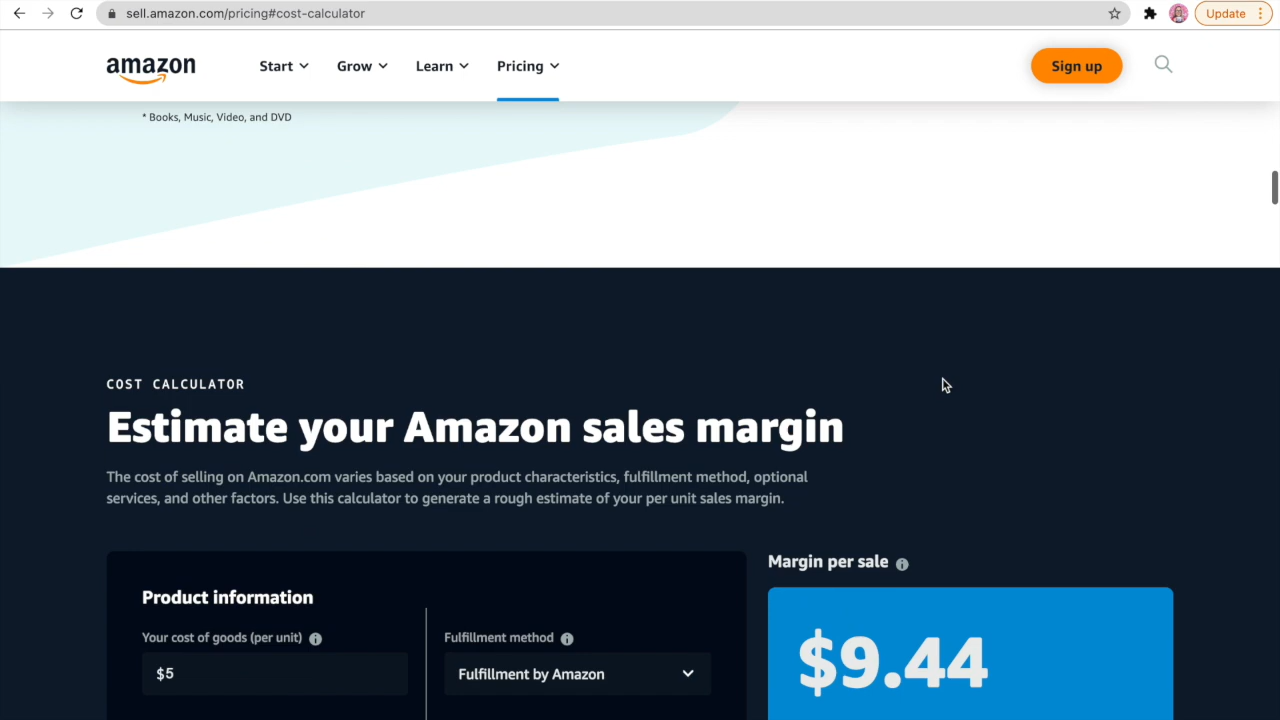 sell.amazon.com/pricing#cost-calculator
Update
amazon
Start
Grow
Learn
Pricing
Sign up
* Books, Music, Video, and DVD
COST CALCULATOR
Estimate your Amazon sales margin
The cost of selling on Amazon.com varies based on your product characteristics, fulfillment method, optional
services, and other factors. Use this calculator to generate a rough estimate of your per unit sales margin.
Product information
Your cost of goods (per unit)
$5
Fulfillment method
Fulfillment by Amazon
Margin per sale
$9.44